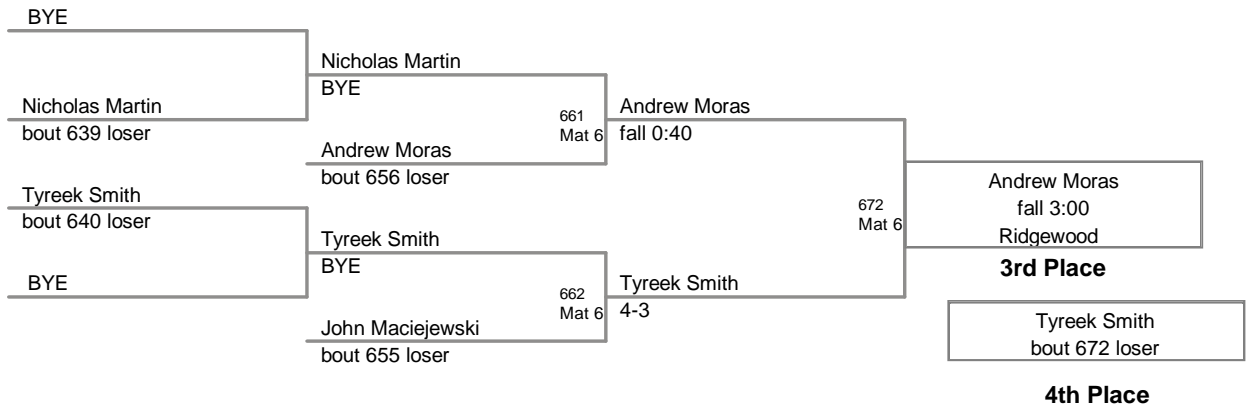 BYE
Nicholas Martin
bout 639 loser
Tyreek Smith
bout 640 loser
BYE
Nicholas Martin
BYE
Andrew Moras
bout 656 loser
Tyreek Smith
BYE
John Maciejewski
bout 655 loser
661
Mat 6
Andrew Moras
fall 0:40
662
Mat 6
Tyreek Smith
4-3
672
Mat 6
Andrew Moras
fall 3:00
Ridgewood
3rd Place
Tyreek Smith
bout 672 loser
4th Place